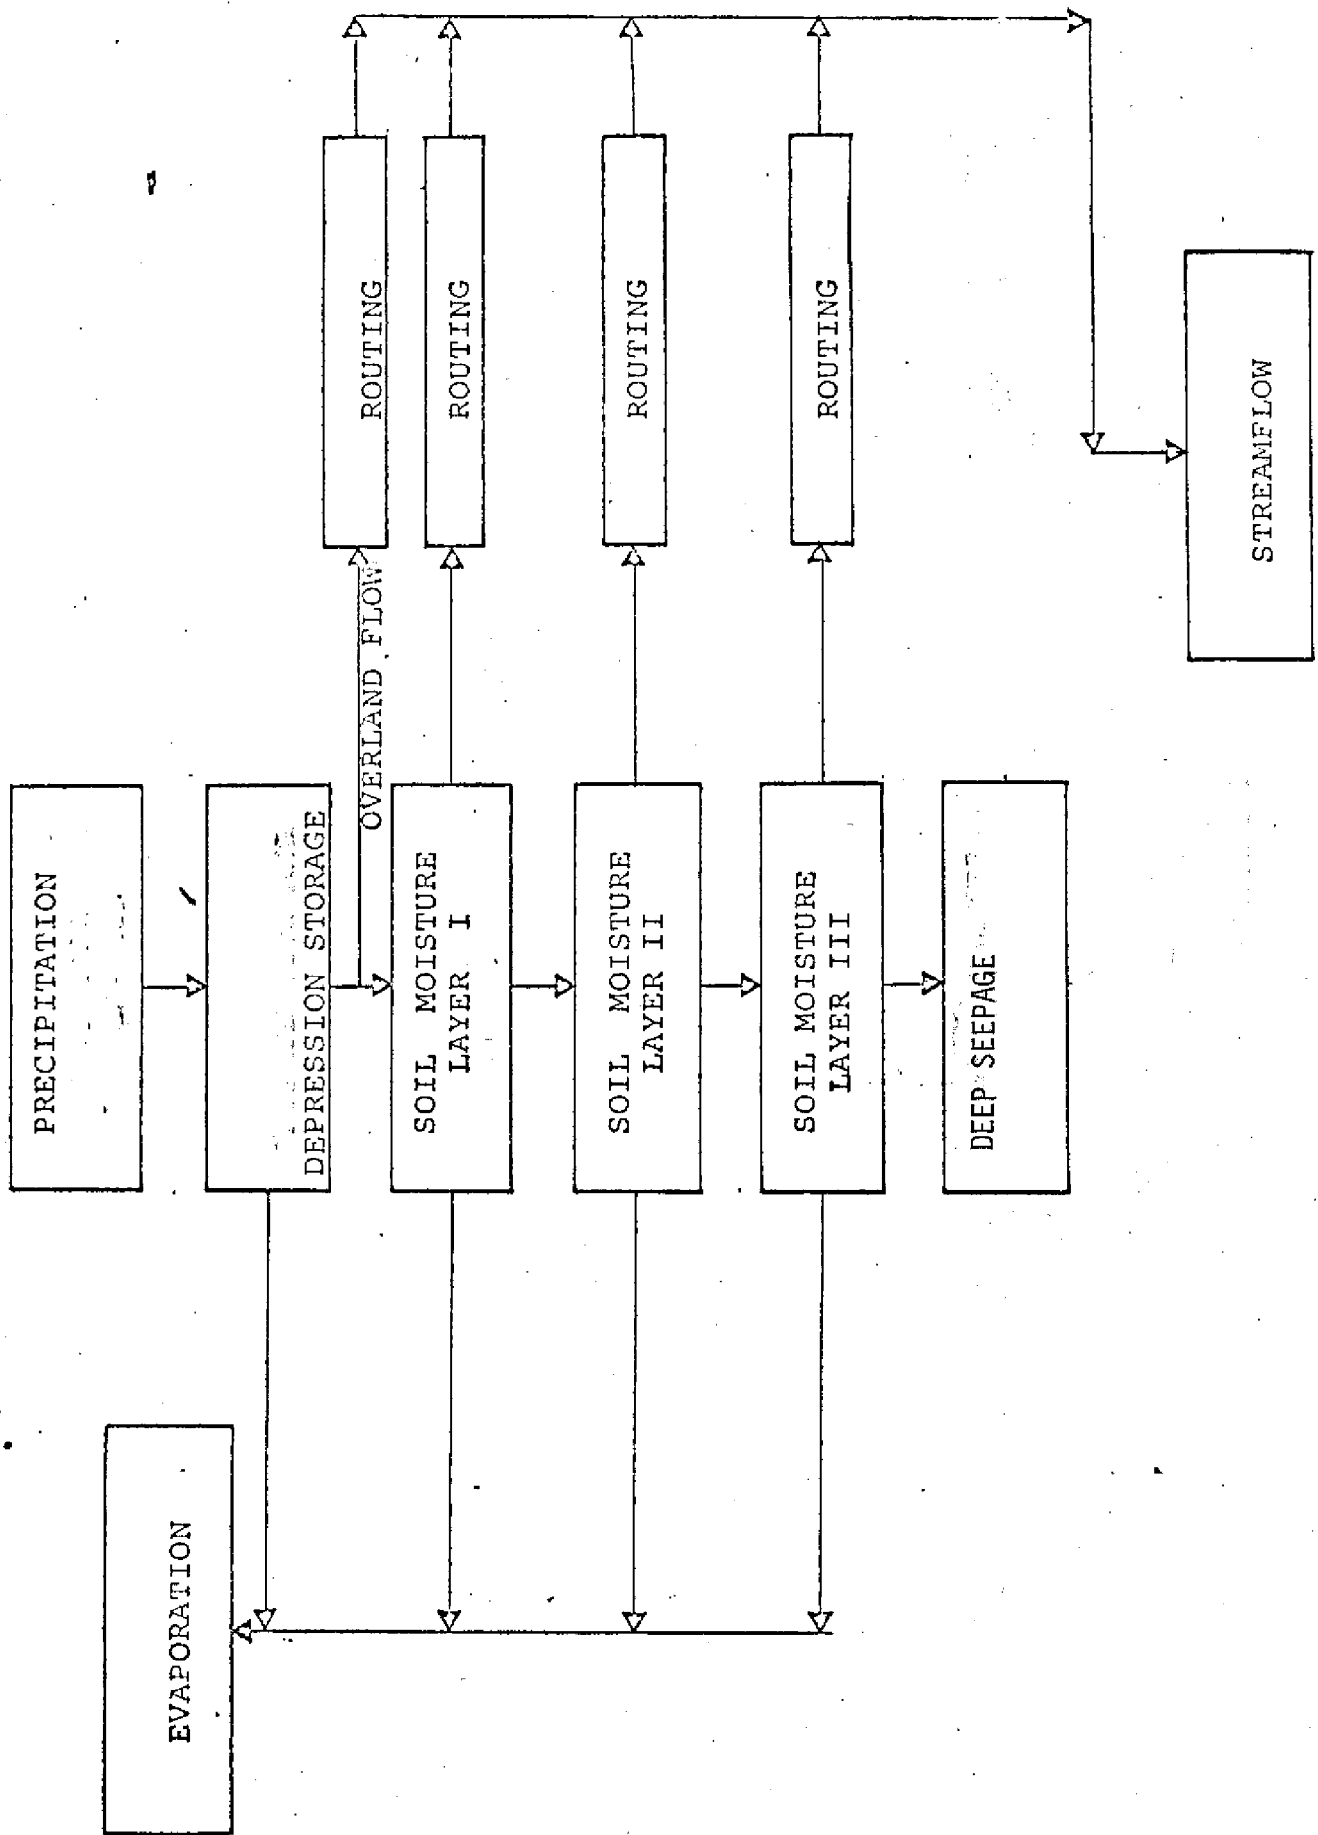 EVAPORATION
PRECIPITATION
DEPRESSION STORAGE
OVERLAND FLOW
ROUTING
SOIL MOISTURE
LAYER I
ROUTING
SOIL MOISTURE
LAYER II
ROUTING
SOIL MOISTURE
LAYER III
ROUTING
DEEP SEEPAGE
STREAMFLOW